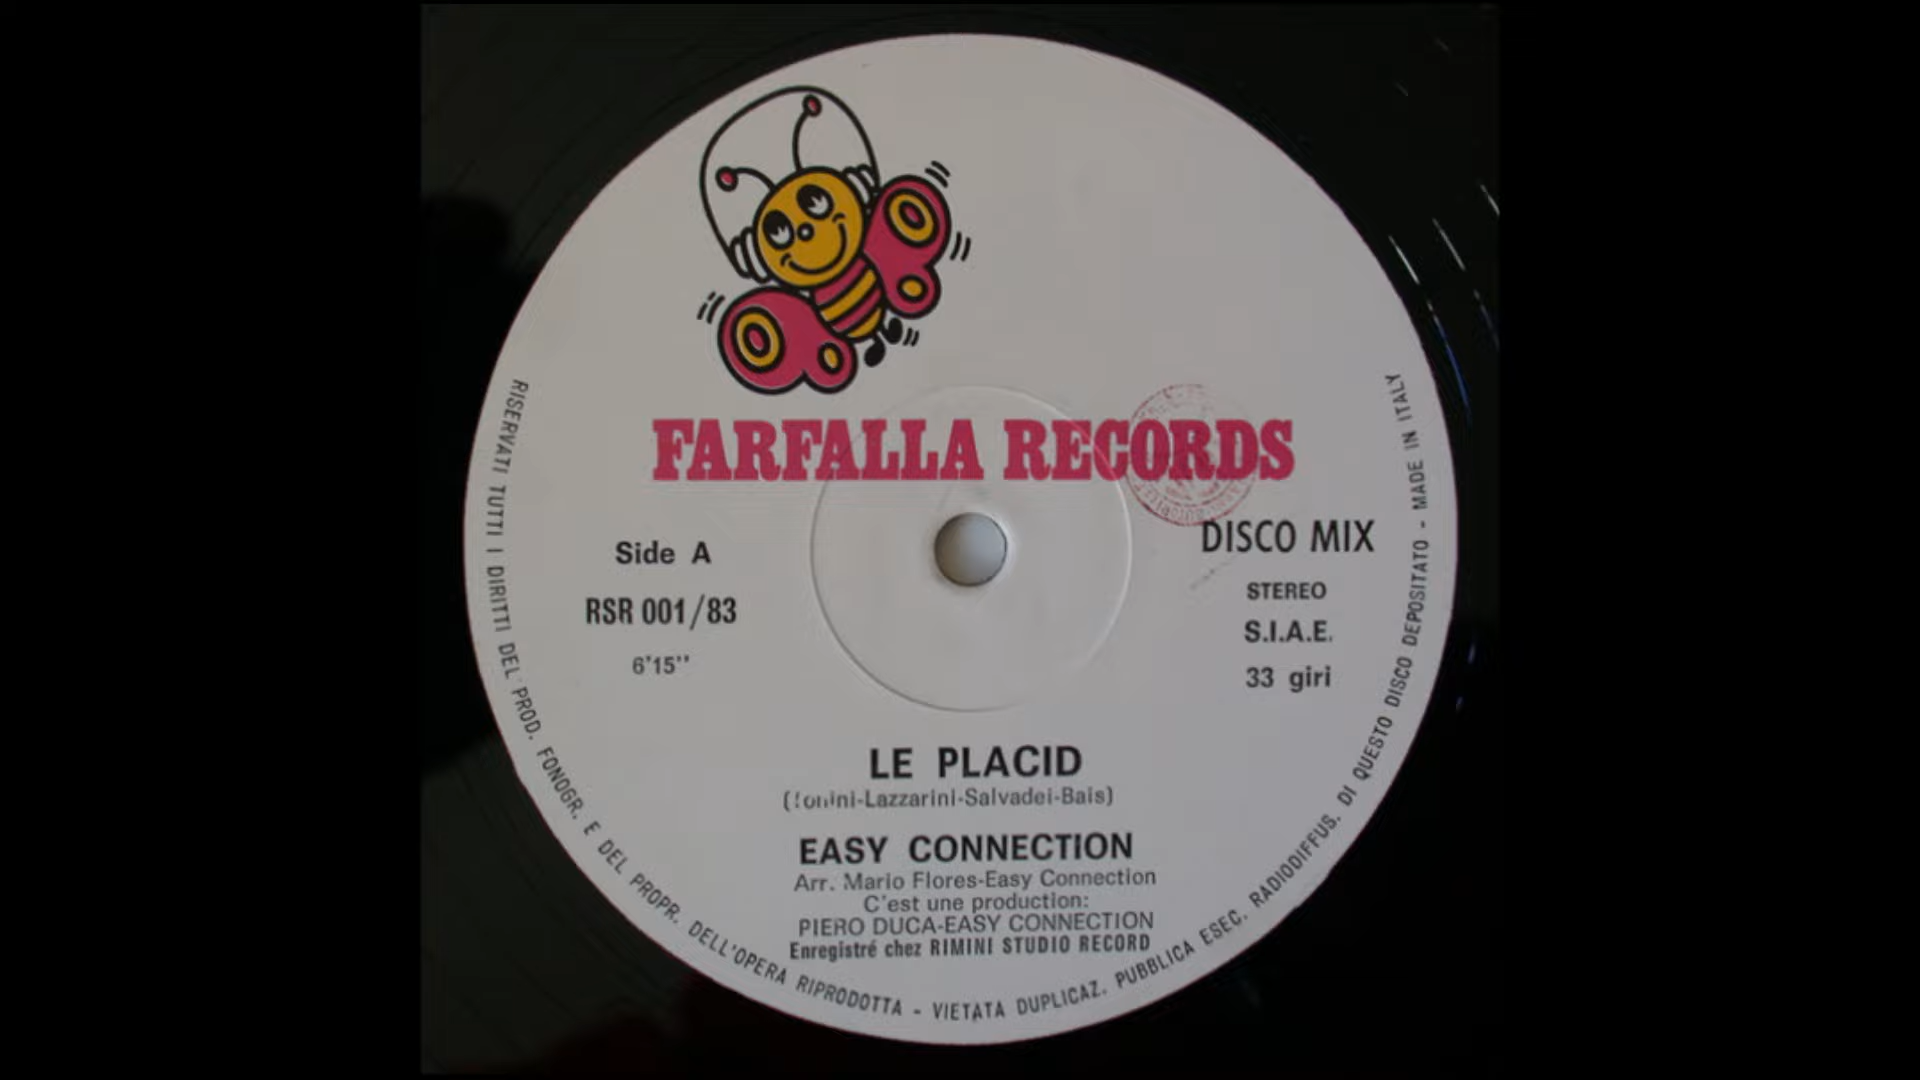 FARFALLA RECORDS
Side A
RSR 001/83
6'15''
DISCO MIX
STEREO
S.I.A.E.
33 giri
LE PLACID
-Lazzarini-Salvadei-Bais)
EASY CONNECTION
Arr. Mario Flores-Easy Connection
C'est une production:
PIERO DUCA-EASY CONNECTION
Enregistré chez RIMINI STUDIO RECORD
RISERVATI TUTTI I DIRITTI DEL PROD. FONOGR. E DEL PROPR. DELL'OPERA RIPRODOTTA - VIETATA DUPLICAZ. PUBBLICA ESEC. RADIODIFFUS. DI QUESTO DISCO DEPOSITATO - MADE IN ITALY